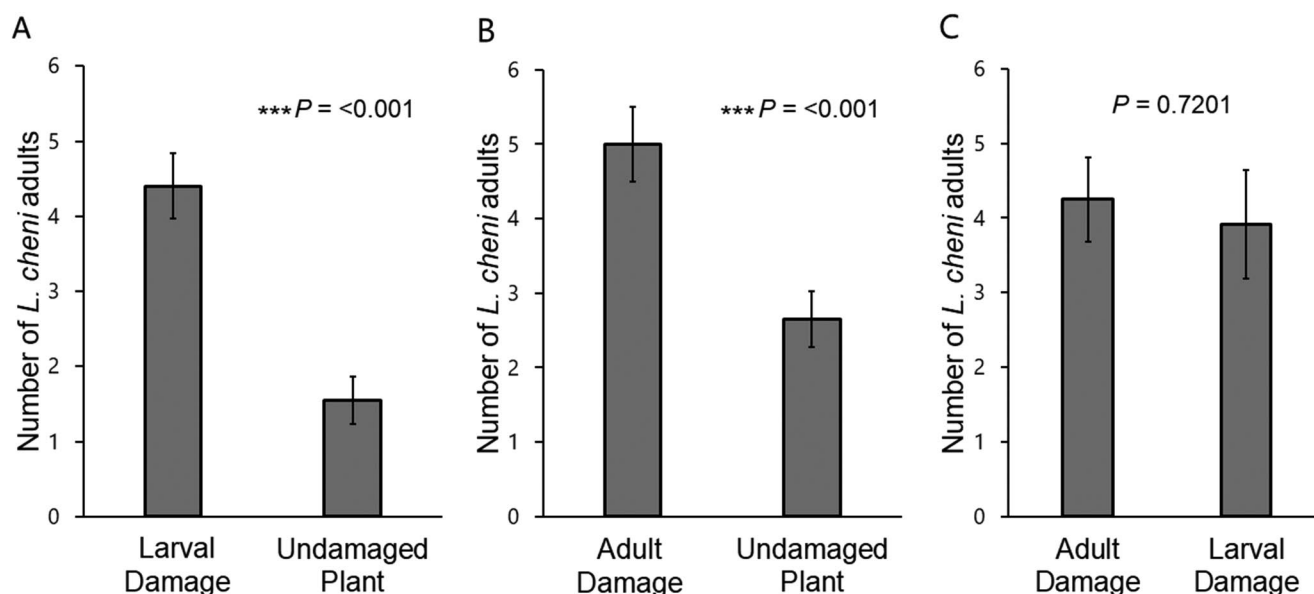 A
Number of L. cheni adults
6
5
4
3
2
1
0
***P = <0.001
Larval
Damage
Undamaged
Plant
B
Number of L. cheni adults
6
5
4
3
2
1
0
***P = <0.001
Adult
Damage
Undamaged
Plant
C
Number of L. cheni adults
6
5
4
3
2
1
0
P = 0.7201
Adult
Damage
Larval
Damage